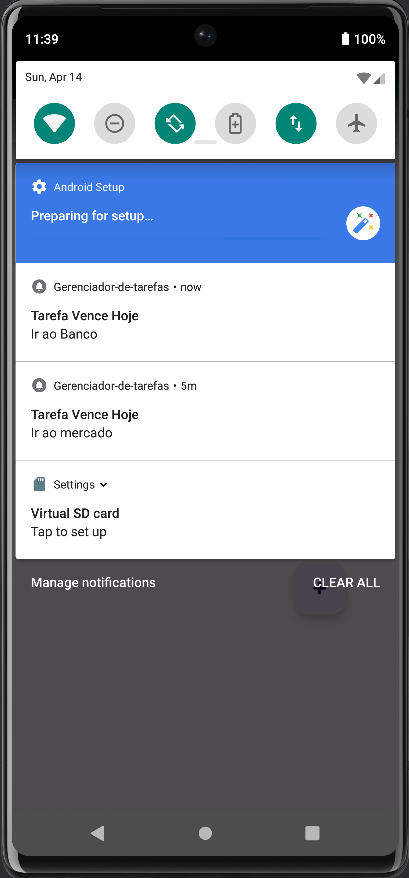 11:39
100%
Sun, Apr 14
Android Setup
Preparing for setup...
Gerenciador-de-tarefas • now
Tarefa Vence Hoje
Ir ao Banco
Gerenciador-de-tarefas • 5m
Tarefa Vence Hoje
Ir ao mercado
Settings
Virtual SD card
Tap to set up
Manage notifications
CLEAR ALL